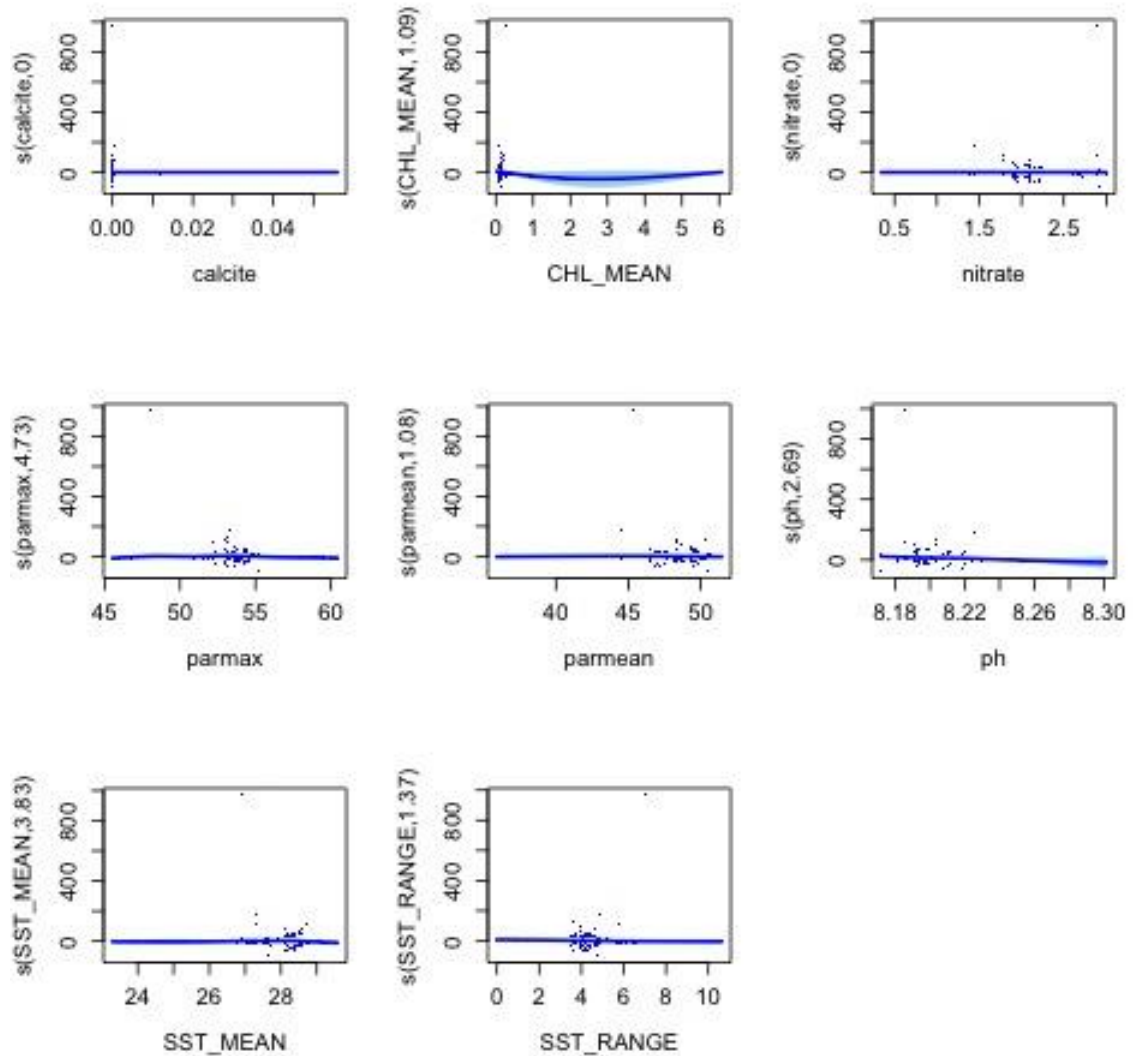 s(calcite,0)
800
400
0
0.00 0.02 0.04
calcite
s(CHL_MEAN,1.09)
800
400
0
0 1 2 3 4 5 6
CHL_MEAN
s(nitrate,0)
800
400
0
0.5 1.5 2.5
nitrate
s(parmax,4.73)
800
400
0
45 50 55 60
parmax
s(parmean,1.08)
800
400
0
40 45 50
parmean
s(ph,2.69)
800
400
0
8.18 8.22 8.26 8.30
ph
s(SST_MEAN,3.83)
800
400
0
24 26 28
SST_MEAN
s(SST_RANGE,1.37)
800
400
0
0 2 4 6 8 10
SST_RANGE